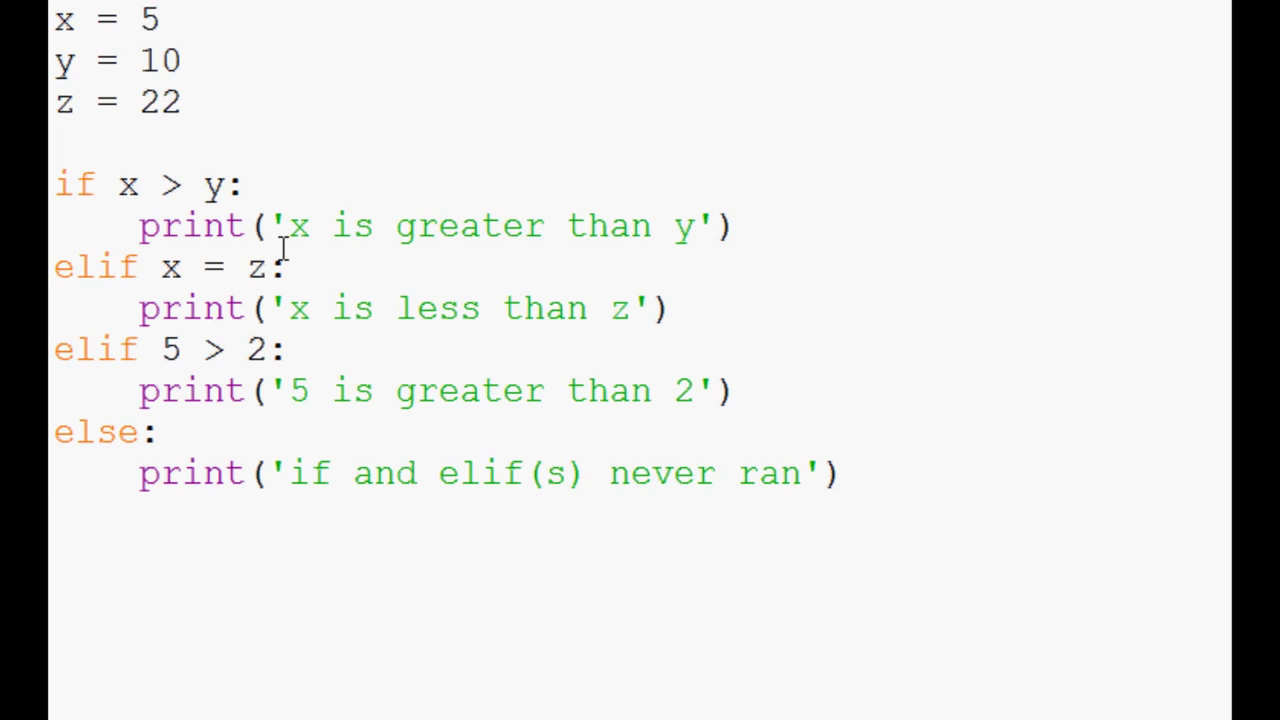 x = 5
y = 10
z = 22

if x > y:
    print('x is greater than y')
elif x = z:
    print('x is less than z')
elif 5 > 2:
    print('5 is greater than 2')
else:
    print('if and elif(s) never ran')